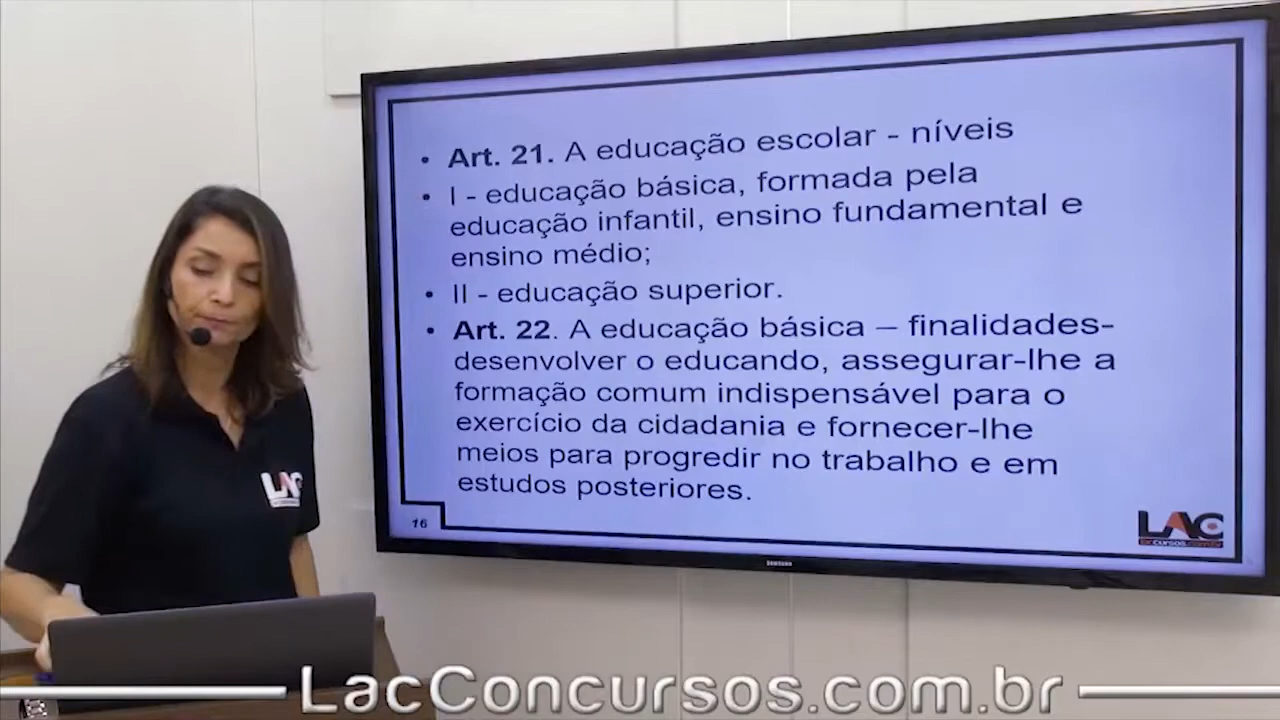 Art. 21. A educação escolar - níveis
I - educação básica, formada pela
educação infantil, ensino fundamental e
ensino médio;
II - educação superior.
Art. 22. A educação básica – finalidades-
desenvolver o educando, assegurar-lhe a
formação comum indispensável para o
exercício da cidadania e fornecer-lhe
meios para progredir no trabalho e em
estudos posteriores.
16
LAC
SAMSUNG
LAC
LacConcursos.com.br